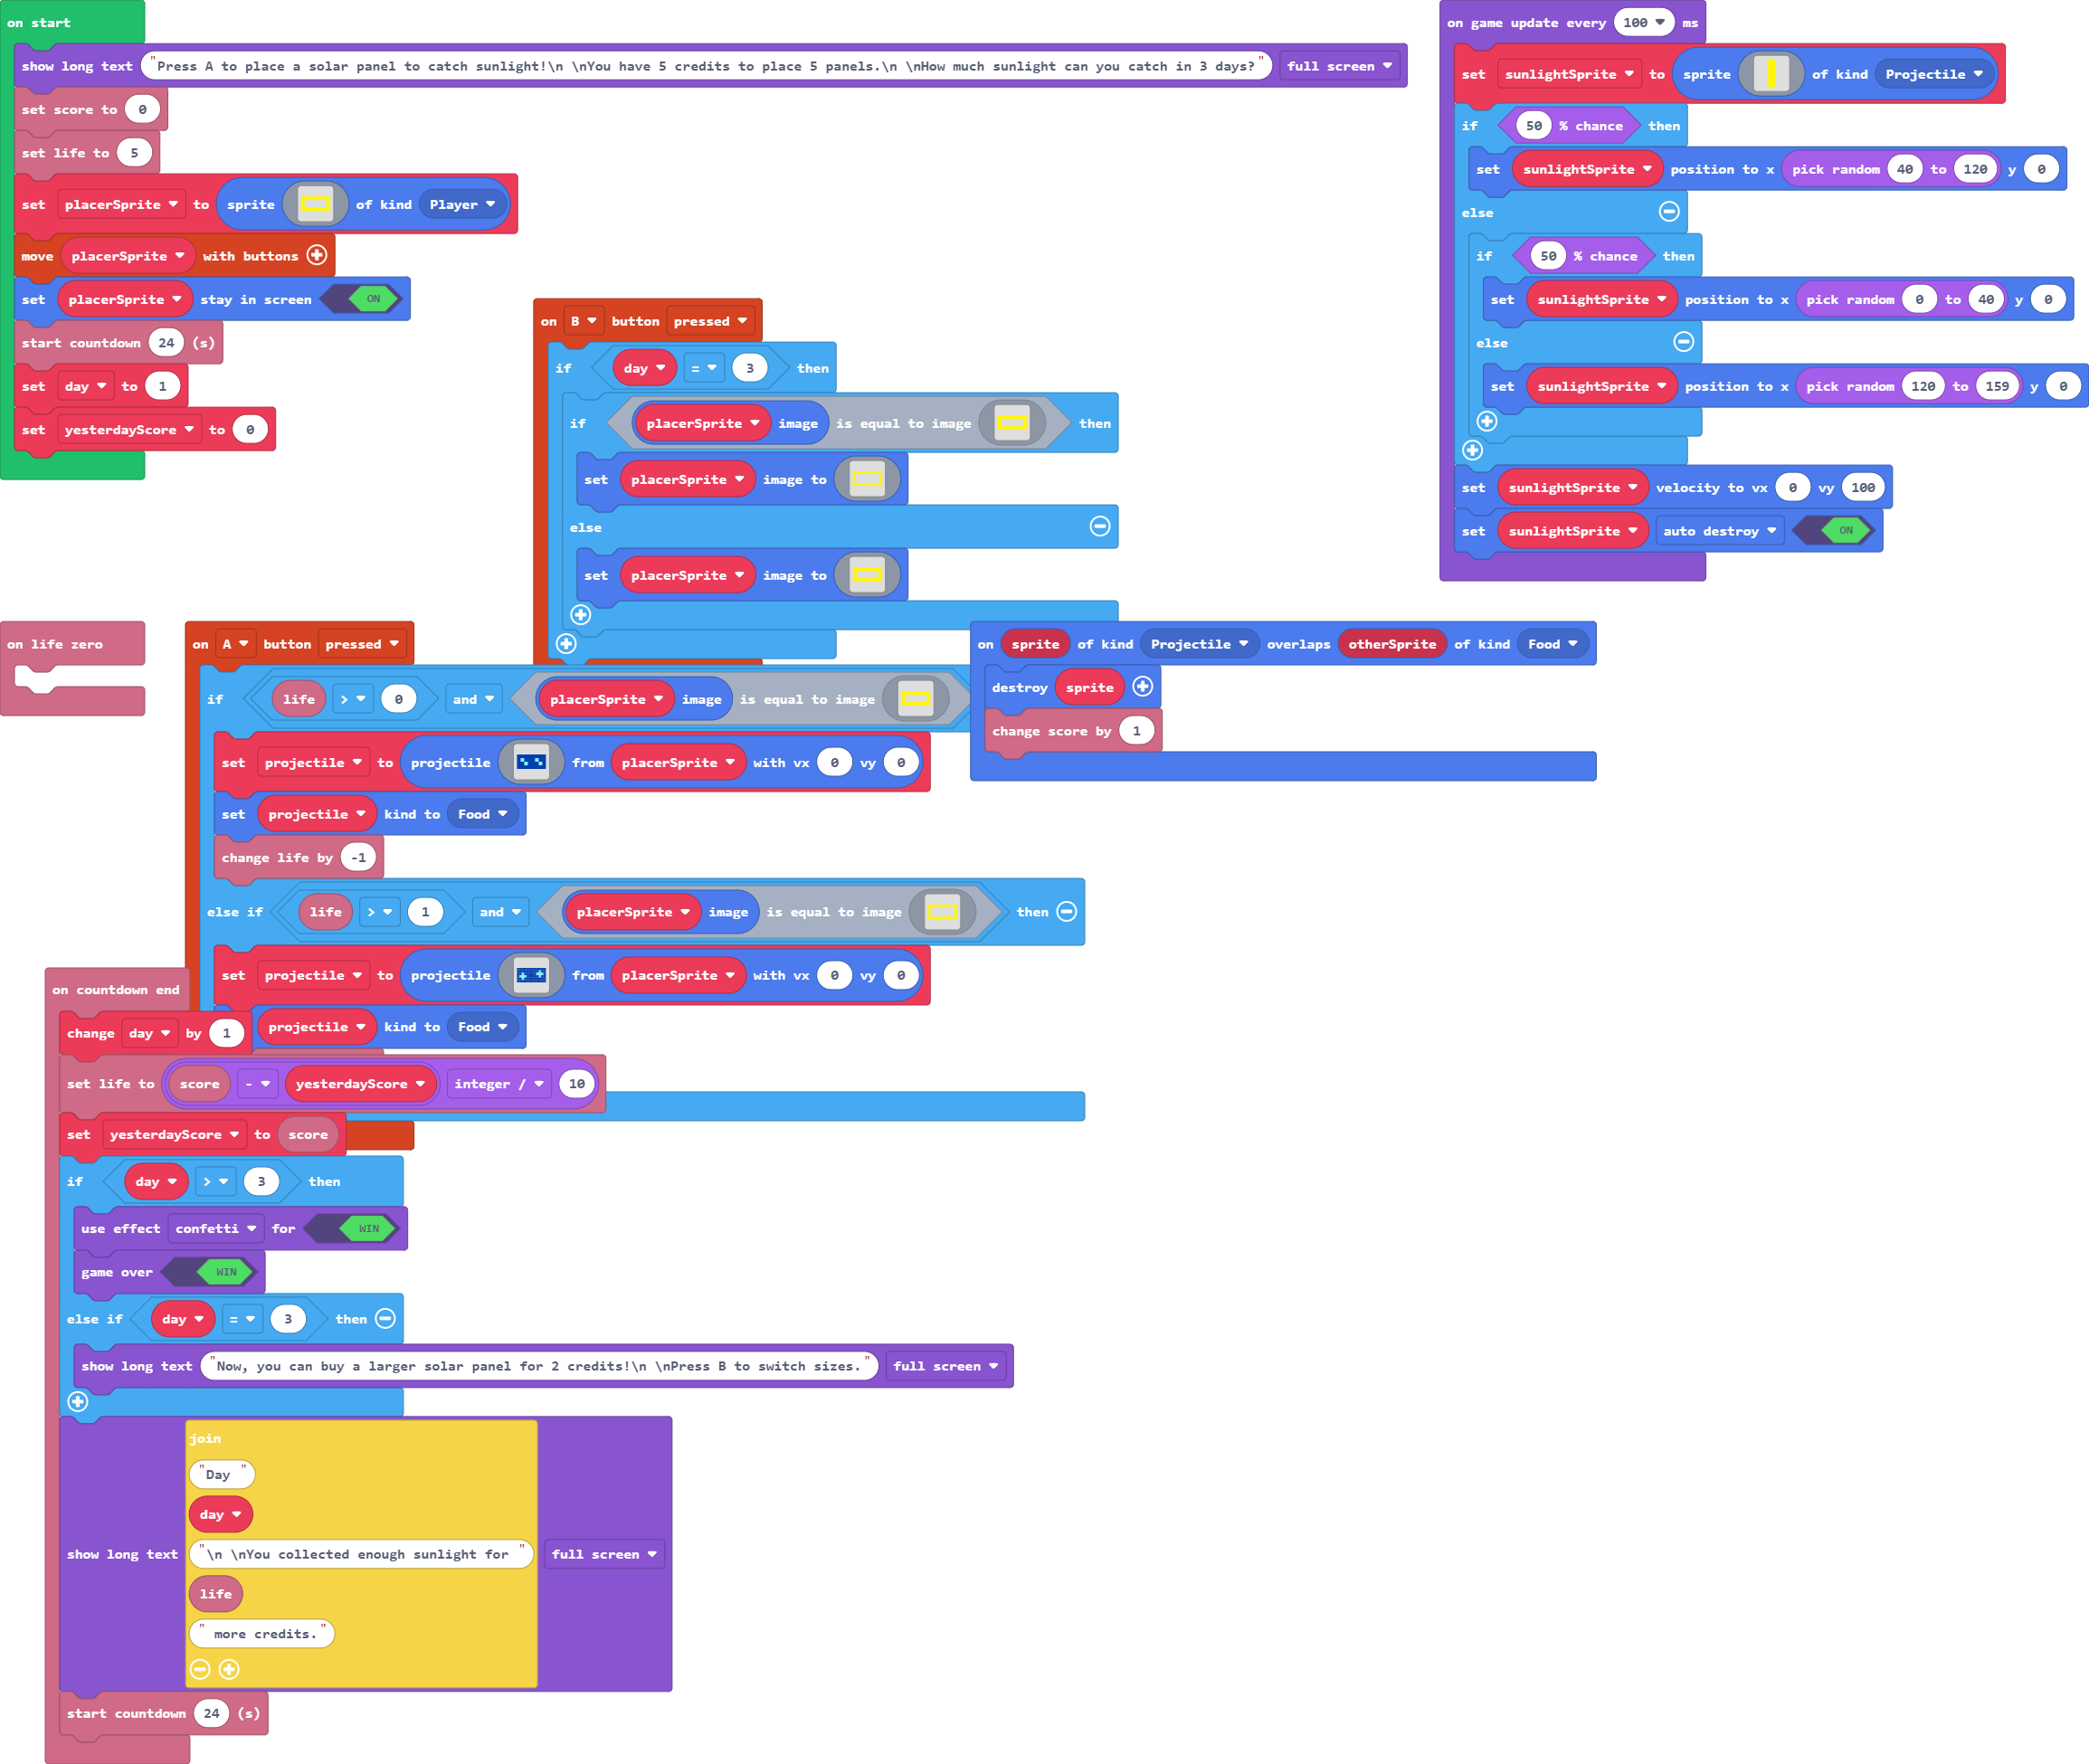 on start
show long text "Press A to place a solar panel to catch sunlight!\n \nYou have 5 credits to place 5 panels.\n \nHow much sunlight can you catch in 3 days?" full screen
set score to 0
set life to 5
set placerSprite to sprite of kind Player
move placerSprite with buttons
set placerSprite stay in screen ON
start countdown 24 (s)
set day to 1
set yesterdayScore to 0
on B button pressed
if day = 3 then
if placerSprite image is equal to image then
set placerSprite image to
else
set placerSprite image to
on game update every 100 ms
set sunlightSprite to sprite of kind Projectile
if 50 % chance then
set sunlightSprite position to x pick random 40 to 120 y 0
else
if 50 % chance then
set sunlightSprite position to x pick random 0 to 40 y 0
else
set sunlightSprite position to x pick random 120 to 159 y 0
set sunlightSprite velocity to vx 0 vy 100
set sunlightSprite auto destroy ON
on life zero
on A button pressed
if life > 0 and placerSprite image is equal to image
set projectile to projectile from placerSprite with vx 0 vy 0
set projectile kind to Food
change life by -1
else if life > 1 and placerSprite image is equal to image then
set projectile to projectile from placerSprite with vx 0 vy 0
projectile kind to Food
on sprite of kind Projectile overlaps otherSprite of kind Food
destroy sprite
change score by 1
on countdown end
change day by 1
set life to score - yesterdayScore integer / 10
set yesterdayScore to score
if day > 3 then
use effect confetti for WIN
game over WIN
else if day = 3 then
show long text "Now, you can buy a larger solar panel for 2 credits!\n \nPress B to switch sizes." full screen
show long text join
"Day "
day
"\n \nYou collected enough sunlight for "
life
" more credits."
full screen
start countdown 24 (s)